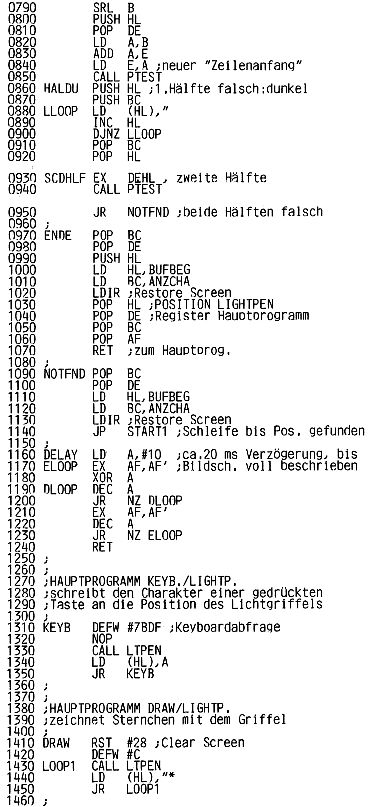 0790 SRL B
0800 PUSH HL
0810 POP DE
0820 LD A,B
0830 ADD A,E
0840 LD E,A ;neuer "Zeilenanfang"
0850 CALL PTEST
0860 HALDU PUSH HL ;1.Hälfte falsch:dunkel
0870 PUSH BC
0880 LLOOP LD (HL),"
0890 INC HL
0900 DJNZ LLOOP
0910 POP BC
0920 POP HL
0930 SCDHLF EX DEHL , zweite Hälfte
0940 CALL PTEST
0950 JR NOTFND ;beide Hälften falsch
0960 ;
0970 ENDE POP BC
0980 POP DE
0990 PUSH HL
1000 LD HL,BUFBEG
1010 LD BC,ANZCHA
1020 LDIR ;Restore Screen
1030 POP HL ;POSITION LIGHTPEN
1040 POP DE ;Register Hauptorogramm
1050 POP BC
1060 POP AF
1070 RET ;zum Hauptorog.
1080 ;
1090 NOTFND POP BC
1100 POP DE
1110 LD HL,BUFBEG
1120 LD BC,ANZCHA
1130 LDIR ;Restore Screen
1140 JP START1 ;Schleife bis Pos. gefunden
1150 ;
1160 DELAY LD A,#10 ;ca.20 ms Verzögerung, bis
1170 ELOOP EX AF,AF' ;Bildsch. voll beschrieben
1180 XOR A
1190 DLOOP DEC A
1200 JR NZ DLOOP
1210 EX AF,AF'
1220 DEC A
1230 JR NZ ELOOP
1240 RET
1250 ;
1260 ;
1270 ;HAUPTPROGRAMM KEYB./LIGHTP.
1280 ;schreibt den Charakter einer gedrückten
1290 ;Taste an die Position des Lichtgriffels
1300 ;
1310 KEYB DEFW #7BDF ;Keyboardabfrage
1320 NOP
1330 CALL LTPEN
1340 LD (HL),A
1350 JR KEYB
1360 ;
1370 ;
1380 ;HAUPTPROGRAMM DRAW/LIGHTP.
1390 ;zeichnet Sternchen mit dem Griffel
1400 ;
1410 DRAW RST #28 ;Clear Screen
1420 DEFW #C
1430 LOOP1 CALL LTPEN
1440 LD (HL),"*
1450 JR LOOP1
1460 ;